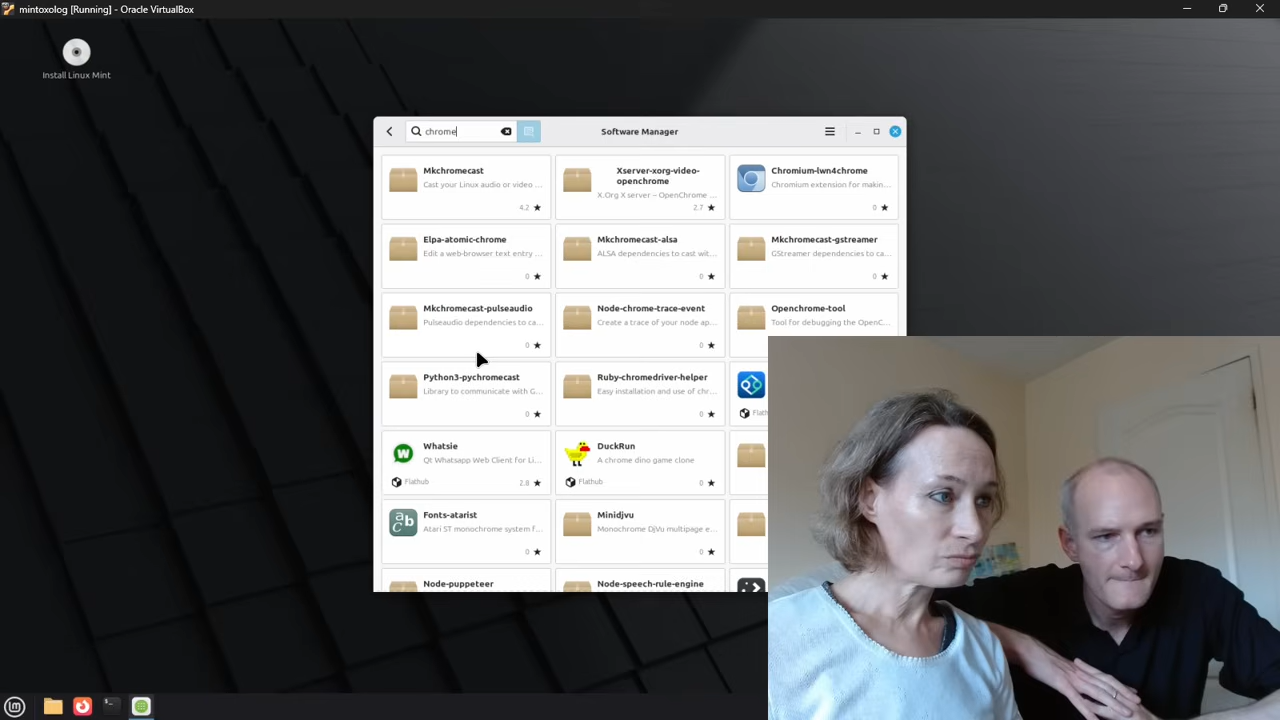 mintoxolog [Running] - Oracle VirtualBox
Install Linux Mint
chrome
Software Manager
Mkchromecast
Cast your Linux audio or video ...
4.2
Xserver-xorg-video-
openchrome
X.Org X server – OpenChrome ...
2.7
Chromium-lwn4chrome
Chromium extension for makin...
0
Elpa-atomic-chrome
Edit a web-browser text entry ...
0
Mkchromecast-alsa
ALSA dependencies to cast wit...
0
Mkchromecast-gstreamer
GStreamer dependencies to ca...
0
Mkchromecast-pulseaudio
Pulseaudio dependencies to ca...
0
Node-chrome-trace-event
Create a trace of your node ap...
0
Openchrome-tool
Tool for debugging the OpenC...
Python3-pychromecast
Library to communicate with G...
0
Ruby-chromedriver-helper
Easy installation and use of chr...
0
Whatsie
Qt Whatsapp Web Client for Li...
Flathub
2.8
DuckRun
A chrome dino game clone
Flathub
0
Fonts-atarist
Atari ST monochrome system f...
0
Minidjvu
Monochrome DjVu multipage e...
0
Node-puppeteer
Node-speech-rule-engine